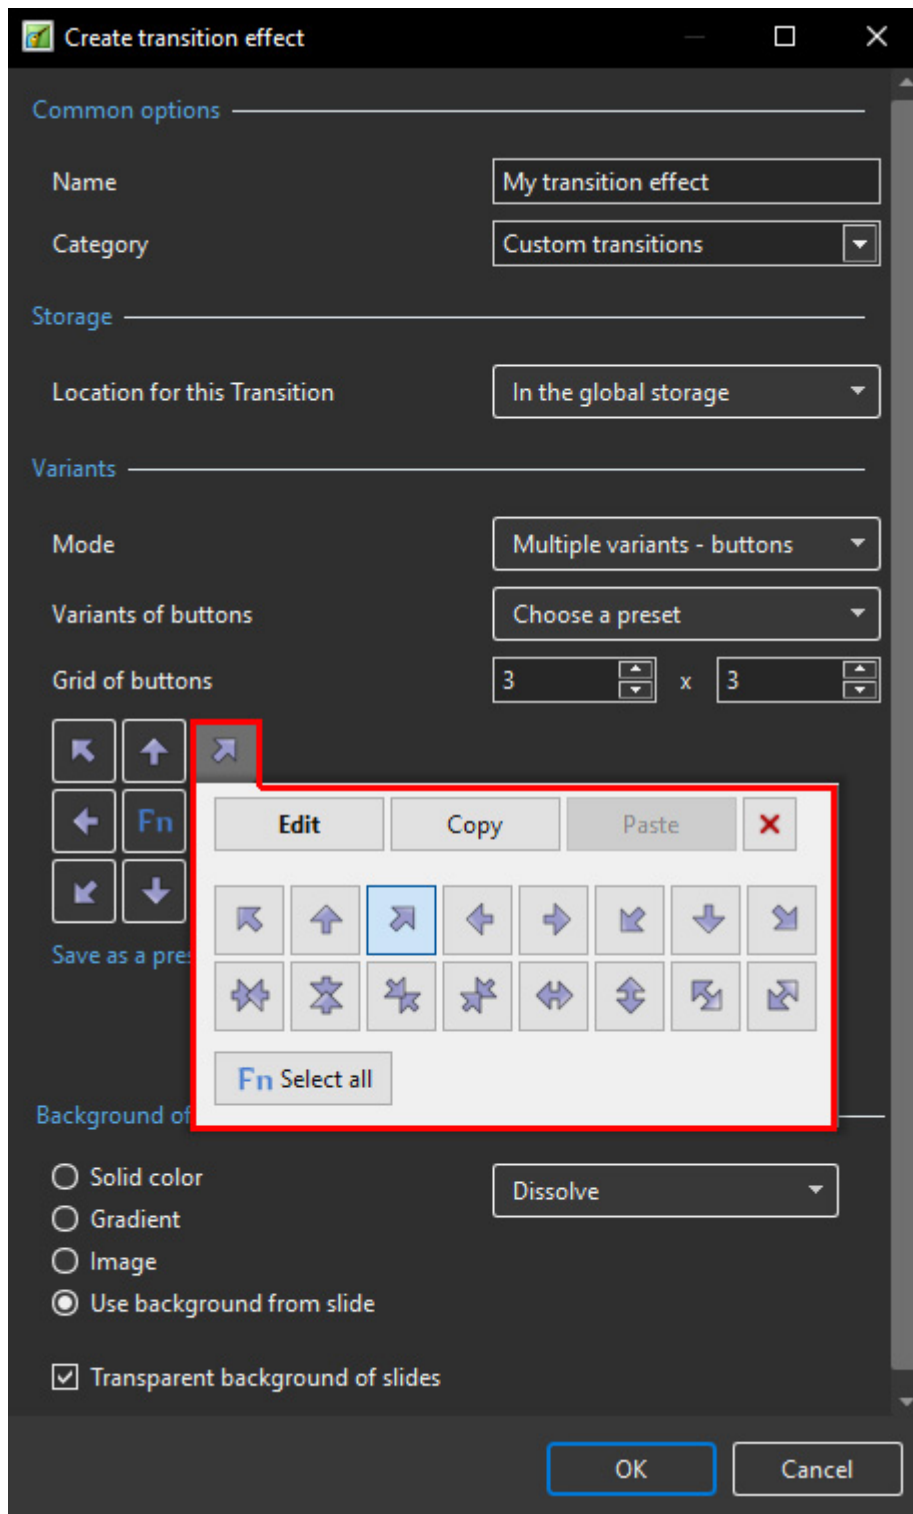 Create transition effect
Common options
Name My transition effect
Category Custom transitions
Storage
Location for this Transition In the global storage
Variants
Mode Multiple variants - buttons
Variants of buttons Choose a preset
Grid of buttons 3 x 3
Edit Copy Paste
Fn
Save as a pres
Fn Select all
Background of
Solid color Dissolve
Gradient
Image
Use background from slide
Transparent background of slides
OK Cancel